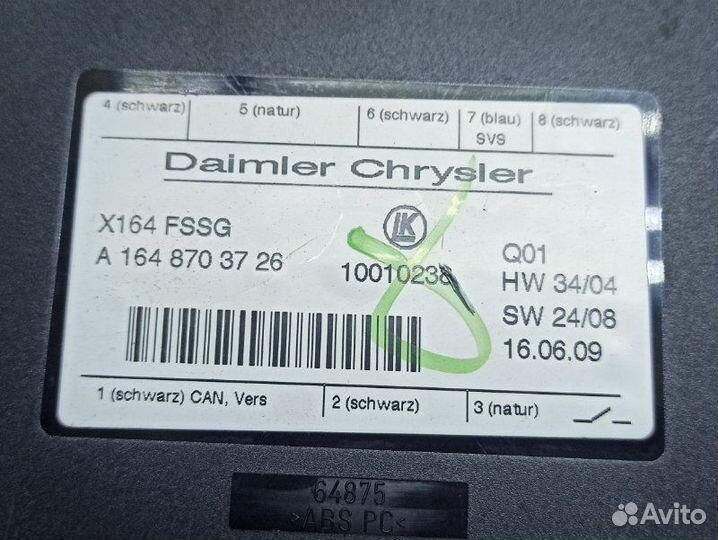 4 (schwarz) 5 (natur) 6 (schwarz) 7 (blau) 8 (schwarz)
SVS
Daimler Chrysler
X164 FSSG
LK
Q01
A 164 870 37 26
10010238
HW 34/04
SW 24/08
16.06.09
1 (schwarz) CAN, Vers 2 (schwarz) 3 (natur)
64875
>ABS PC<
Avito